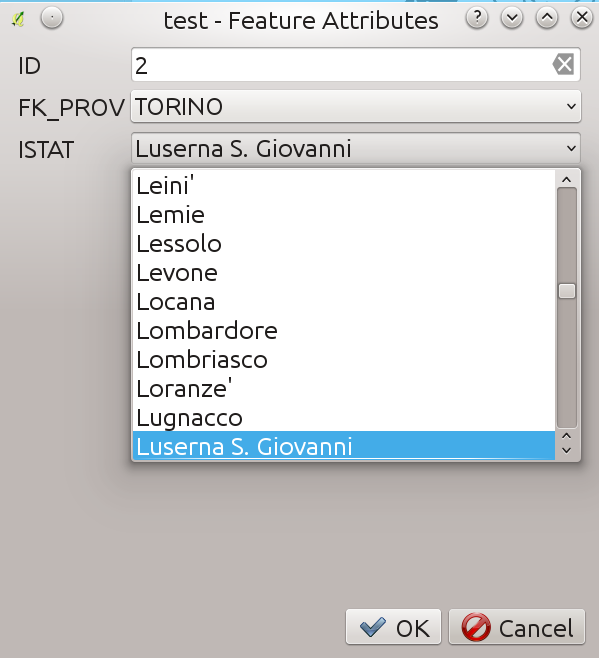 test - Feature Attributes
ID 2
FK_PROV TORINO
ISTAT Luserna S. Giovanni
Leini'
Lemie
Lessolo
Levone
Locana
Lombardore
Lombriasco
Loranze'
Lugnacco
Luserna S. Giovanni
OK Cancel